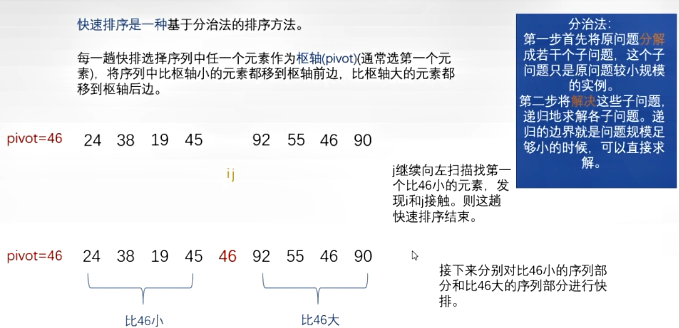 快速排序是一种基于分治法的排序方法。
每一趟快排选择序列中任一个元素作为枢轴(pivot)(通常选第一个元
素)，将序列中比枢轴小的元素都移到枢轴前边，比枢轴大的元素都
移到枢轴后边。
分治法：
第一步首先将原问题分解
成若干个子问题，这个子
问题只是原问题较小规模
的实例。
第二步将解决这些子问题，
递归地求解各子问题。递
归的边界就是问题规模足
够小的时候，可以直接求
解。
pivot=46 24 38 19 45 92 55 46 90
i j
j继续向左扫描找第一
个比46小的元素，发
现i和j接触。则这趟
快速排序结束。
pivot=46 24 38 19 45 46 92 55 46 90
比46小 比46大
接下来分别对比46小的序列部
分和比46大的序列部分进行快
排。